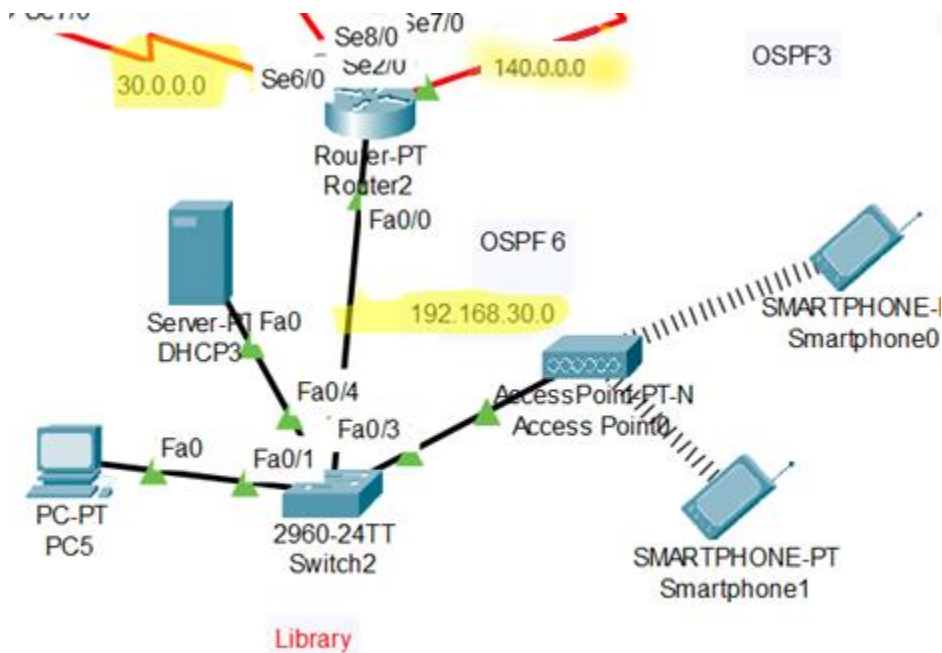 Se7/0
Se8/0
Se2/0
Se6/0
30.0.0.0
140.0.0.0
OSPF3
Router-PT
Router2
Fa0/0
OSPF 6
192.168.30.0
Fa0
DHCP3
SMARTPHONE-
Smartphone0
AccessPoint-PT-N
Access Point0
Fa0/4
Fa0/3
Fa0
Fa0/1
PC-PT
PC5
2960-24TT
Switch2
SMARTPHONE-PT
Smartphone1
Library